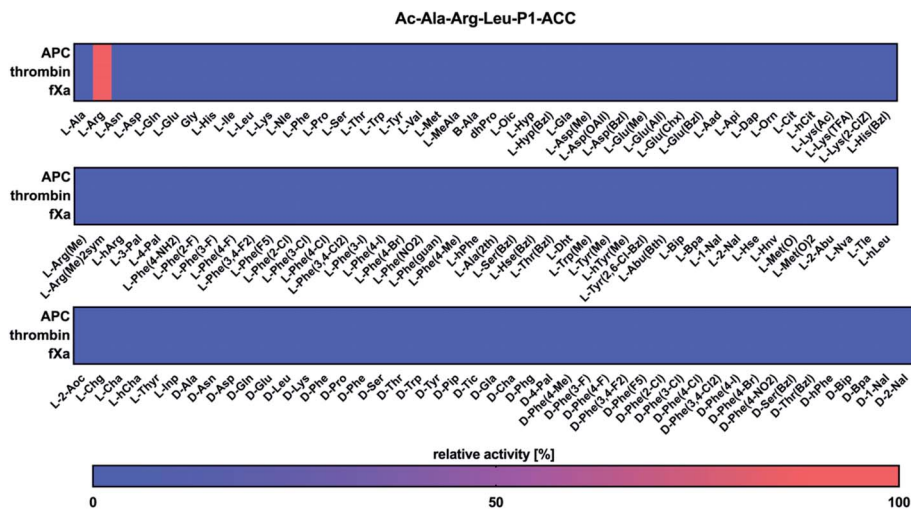 Ac-Ala-Arg-Leu-P1-ACC
APC
thrombin
fXa
L-Ala
L-Arg
L-Asn
L-Asp
L-Gln
L-Glu
Gly
L-His
L-Ile
L-Leu
L-Lys
L-Nle
L-Phe
L-Pro
L-Ser
L-Thr
L-Trp
L-Tyr
L-Val
L-Met
L-MeAla
B-Ala
dhPro
L-Oic
L-Hyp
L-Hyp(Bzl)
L-Gla
L-Asp(Me)
L-Asp(OAll)
L-Asp(Bzl)
L-Glu(Me)
L-Glu(All)
L-Glu(Chx)
L-Glu(Bzl)
L-Aad
L-Api
L-Dap
L-Orn
L-Cit
L-hCit
L-Lys(Ac)
L-Lys(TFA)
L-Lys(2-ClZ)
L-His(Bzl)
APC
thrombin
fXa
L-Arg(Me)
L-Arg(Me)2sym
L-hArg
L-3-Pal
L-4-Pal
L-Phe(4-NH2)
L-Phe(2-F)
L-Phe(3-F)
L-Phe(4-F)
L-Phe(3,4-F2)
L-Phe(F5)
L-Phe(2-Cl)
L-Phe(3-Cl)
L-Phe(4-Cl)
L-Phe(3,4-Cl2)
L-Phe(3-I)
L-Phe(4-I)
L-Phe(4-Br)
L-Phe(NO2)
L-Phe(guan)
L-Phe(4-Me)
L-hPhe
L-Ala(2th)
L-Ser(Bzl)
L-Hse(Bzl)
L-Thr(Bzl)
L-Dht
L-Trp(Me)
L-Tyr(Me)
L-hTyr(Me)
L-Tyr(2,6-Cl-Bzl)
L-Abu(Bth)
L-Bip
L-Bpa
L-1-Nal
L-2-Nal
L-Hse
L-Hnv
L-Met(O)
L-Met(O)2
L-2-Abu
L-Nva
L-Tle
L-hLeu
APC
thrombin
fXa
L-2-Aoc
L-Chg
L-Cha
L-hCha
L-Thyr
L-Inp
D-Ala
D-Asn
D-Asp
D-Gln
D-Glu
D-Leu
D-Lys
D-Phe
D-Pro
D-Phe
D-Ser
D-Thr
D-Trp
D-Tyr
D-Pip
D-Tic
D-Gla
D-Cha
D-Phg
D-4-Pal
D-Phe(4-Me)
D-Phe(3-F)
D-Phe(4-F)
D-Phe(3,4-F2)
D-Phe(F5)
D-Phe(2-Cl)
D-Phe(3-Cl)
D-Phe(4-Cl)
D-Phe(3,4-Cl2)
D-Phe(4-I)
D-Phe(4-Br)
D-Phe(4-NO2)
D-Ser(Bzl)
D-Thr(Bzl)
D-hPhe
D-Bip
D-Bpa
D-1-Nal
D-2-Nal
relative activity [%]
0
50
100